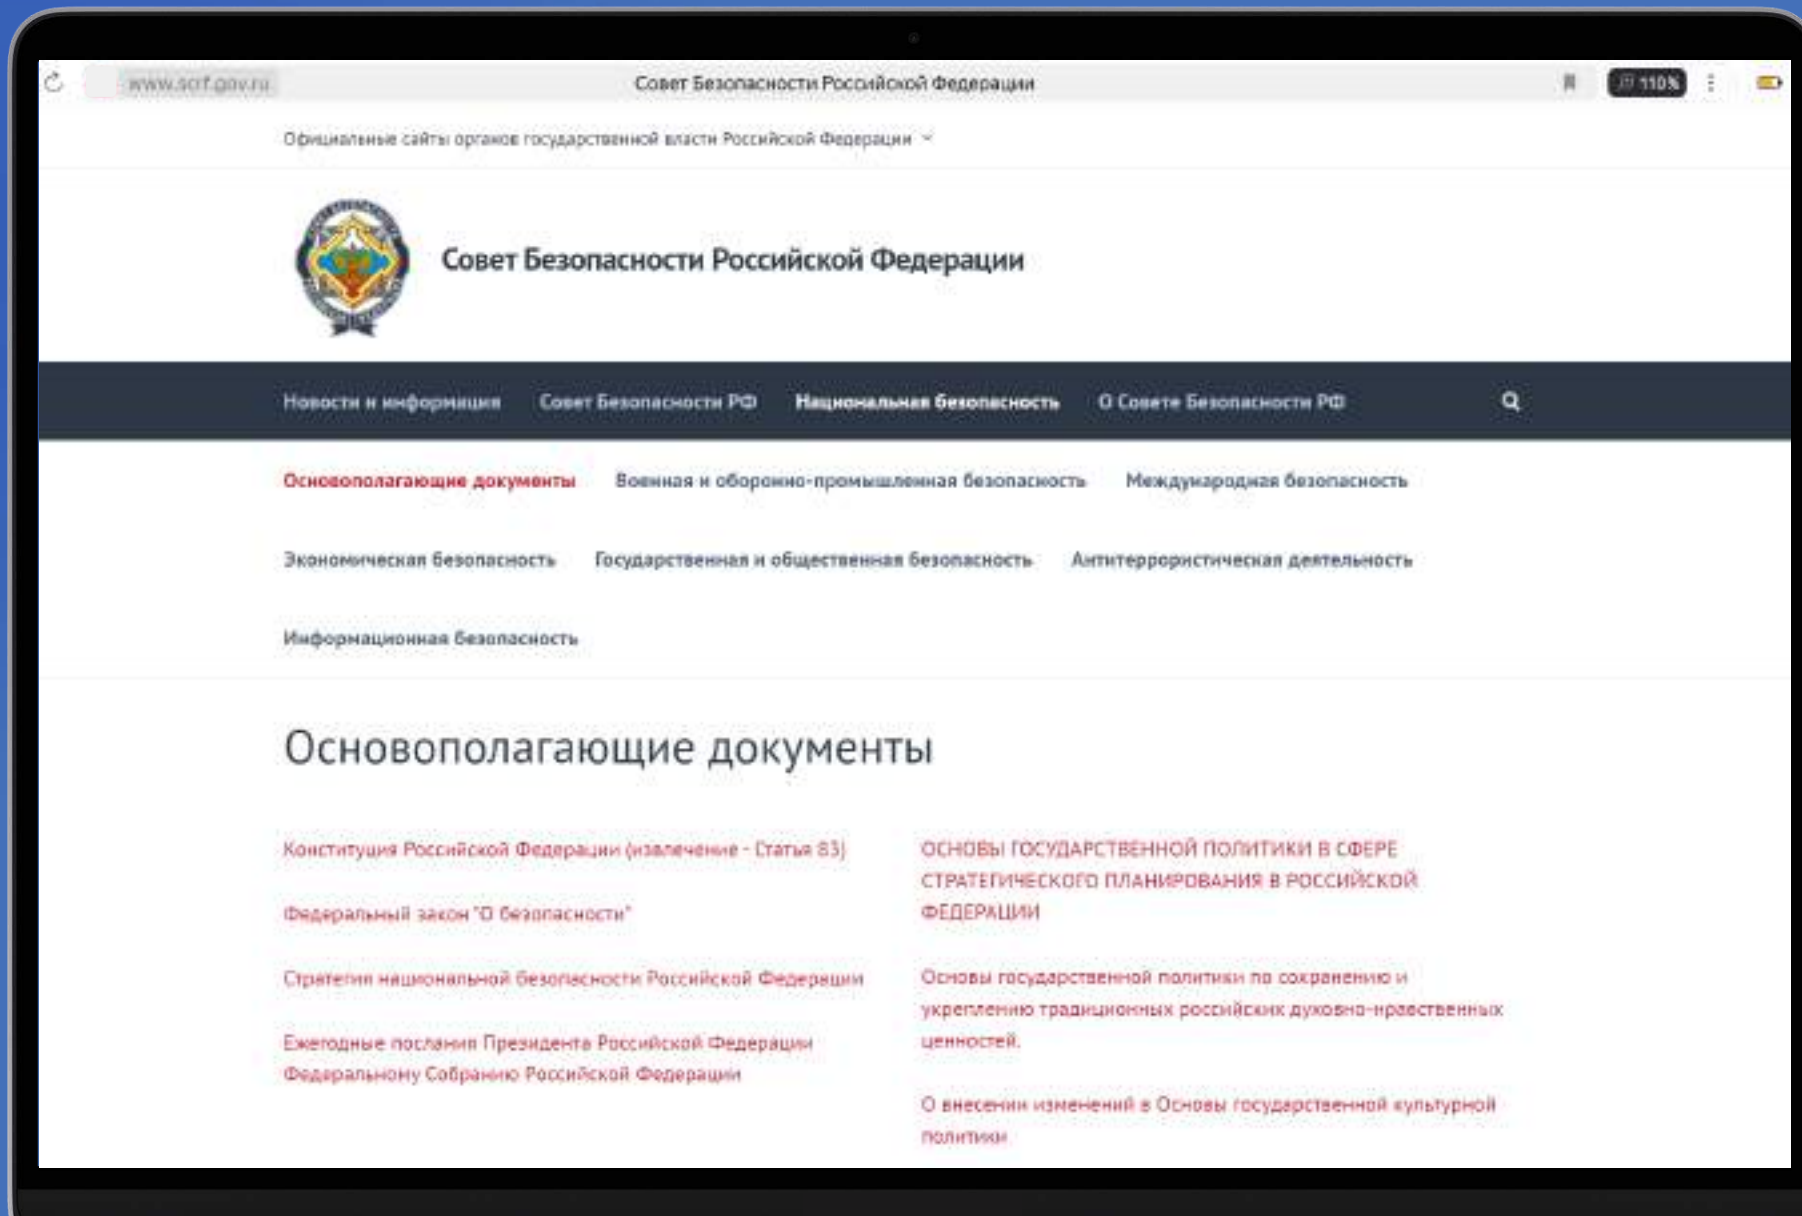 www.scrf.gov.ru Совет Безопасности Российской Федерации 110%
Официальные сайты органов государственной власти Российской Федерации
Совет Безопасности Российской Федерации
Новости и информация Совет Безопасности РФ Национальная безопасность О Совете Безопасности РФ
Основополагающие документы Военная и оборонно-промышленная безопасность Международная безопасность
Экономическая безопасность Государственная и общественная безопасность Антитеррористическая деятельность
Информационная безопасность
Основополагающие документы
Конституция Российской Федерации (извлечение - Статья 83)
Федеральный закон "О безопасности"
Стратегия национальной безопасности Российской Федерации
Ежегодные послания Президента Российской Федерации
Федеральному Собранию Российской Федерации
ОСНОВЫ ГОСУДАРСТВЕННОЙ ПОЛИТИКИ В СФЕРЕ
СТРАТЕГИЧЕСКОГО ПЛАНИРОВАНИЯ В РОССИЙСКОЙ
ФЕДЕРАЦИИ
Основы государственной политики по сохранению и
укреплению традиционных российских духовно-нравственных
ценностей.
О внесении изменений в Основы государственной культурной
политики